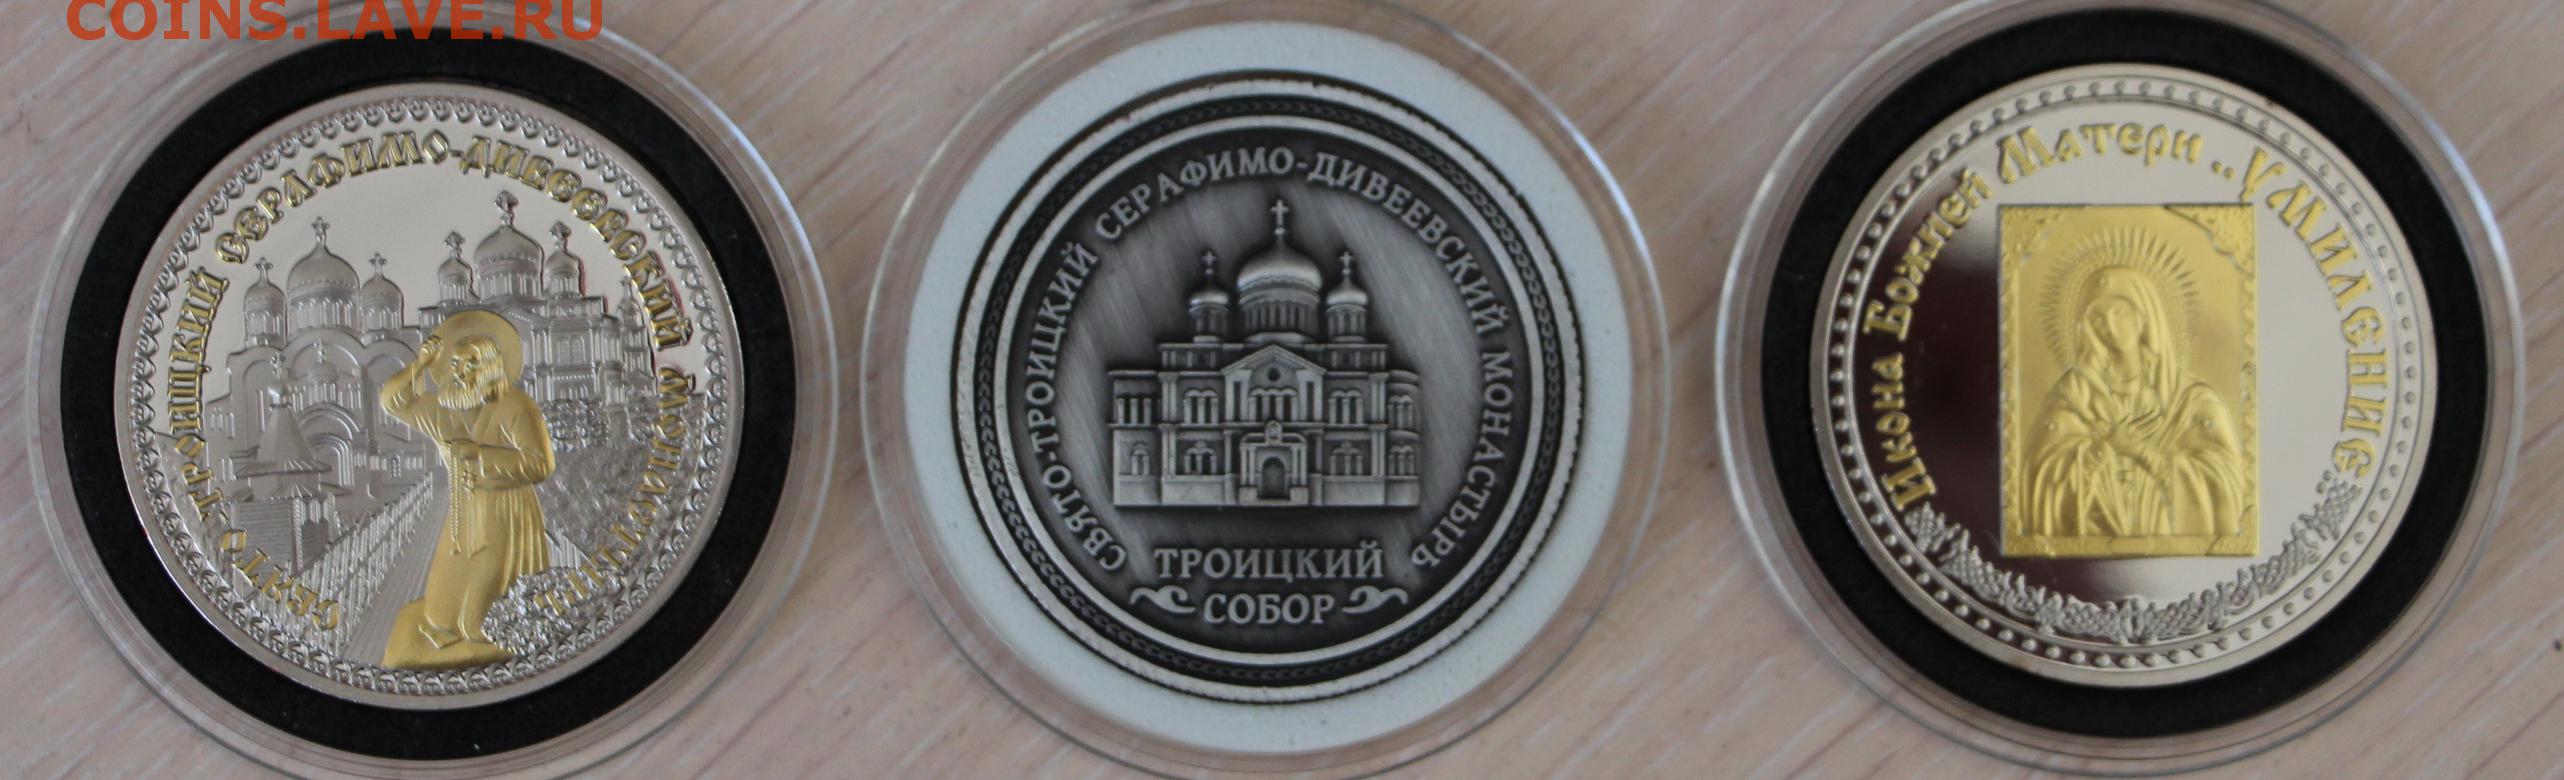 COINS.LAVE.RU
СВЯТО-ТРОИЦКИЙ СЕРАФИМО-ДИВЕЕВСКИЙ МОНАСТЫРЬ
СВЯТО-ТРОИЦКИЙ СЕРАФИМО-ДИВЕЕВСКИЙ МОНАСТЫРЬ
ТРОИЦКИЙ
СОБОР
Икона Божией Матери „Умиление"